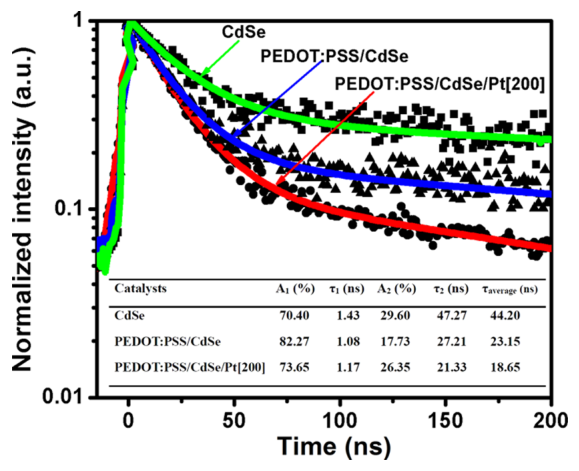 Normalized intensity (a.u.)
1
0.1
0.01
CdSe
PEDOT:PSS/CdSe
PEDOT:PSS/CdSe/Pt[200]
Catalysts A₁ (%) τ₁ (ns) A₂ (%) τ₂ (ns) τaverage (ns)
CdSe 70.40 1.43 29.60 47.27 44.20
PEDOT:PSS/CdSe 82.27 1.08 17.73 27.21 23.15
PEDOT:PSS/CdSe/Pt[200] 73.65 1.17 26.35 21.33 18.65
0 50 100 150 200
Time (ns)